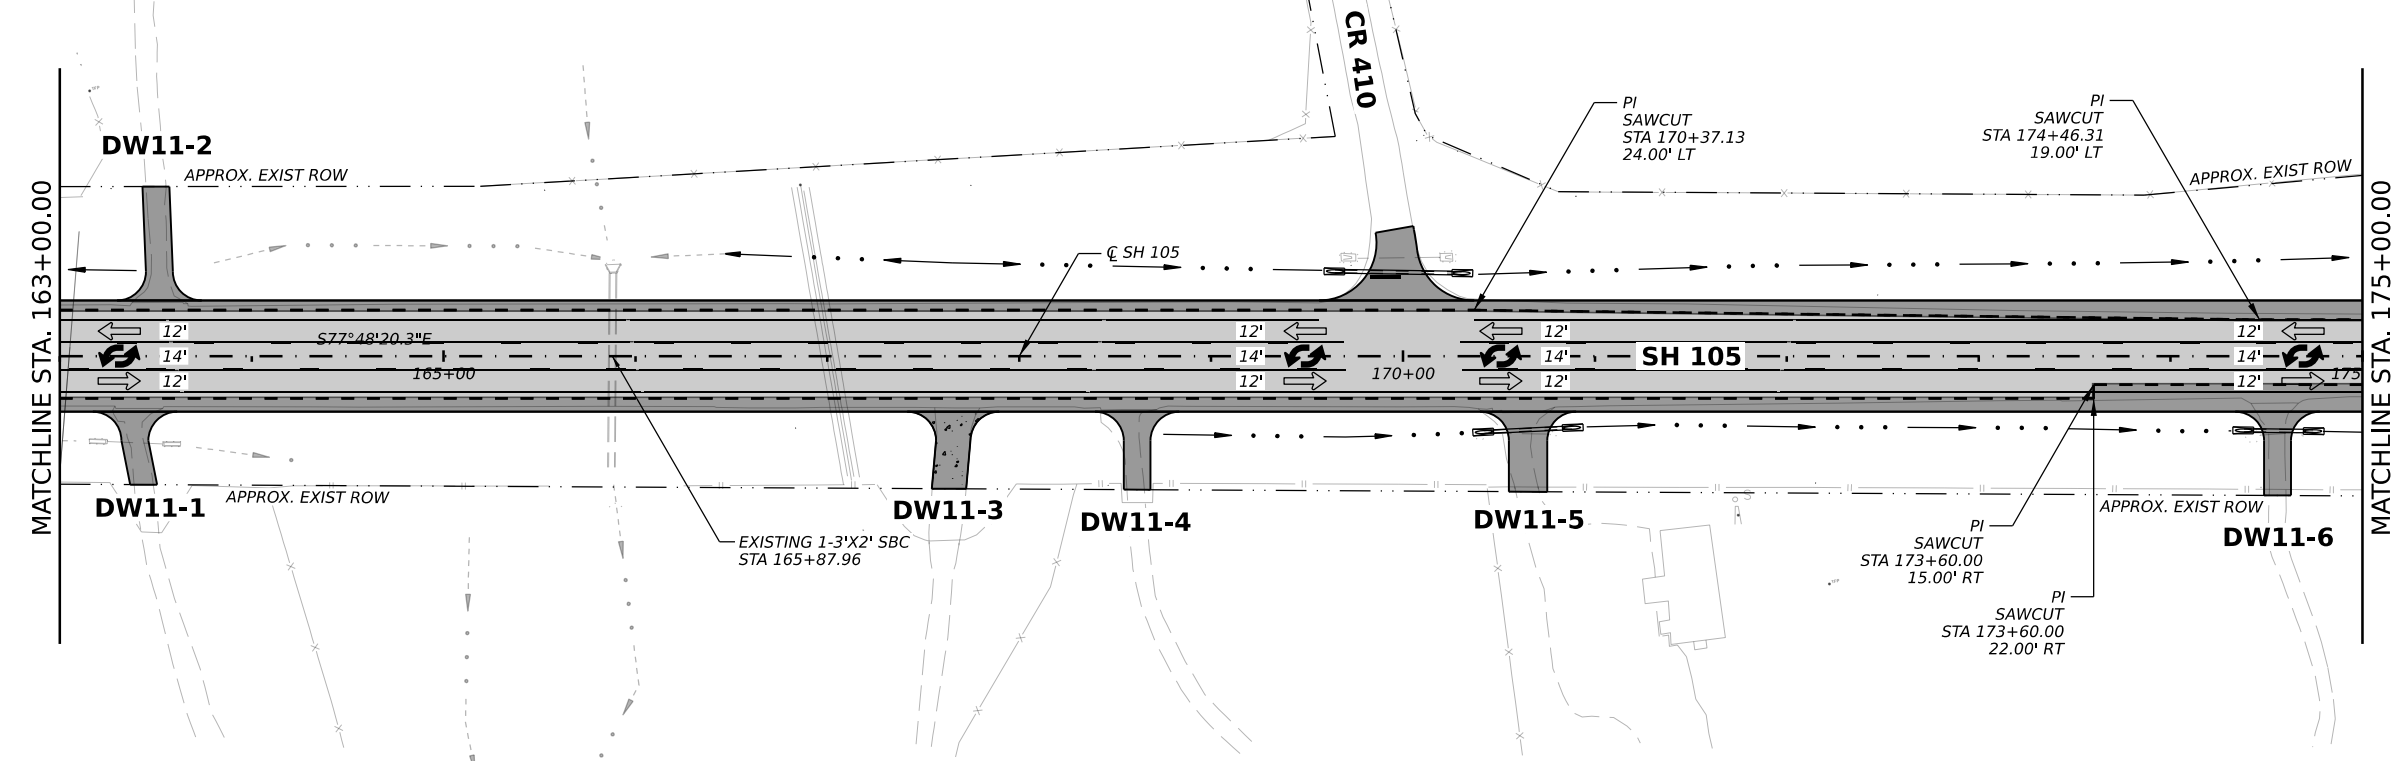 CR 410
DW11-2
APPROX. EXIST ROW
PI
SAWCUT
STA 170+37.13
24.00' LT
PI
SAWCUT
STA 174+46.31
19.00' LT
APPROX. EXIST ROW
MATCHLINE STA. 163+00.00
MATCHLINE STA. 175+00.00
℄ SH 105
12'
S77°48'20.3"E
12'
12'
12'
14'
14'
14'
SH 105
14'
12'
165+00
12'
170+00
12'
12'
175
DW11-1
APPROX. EXIST ROW
DW11-3
DW11-4
DW11-5
APPROX. EXIST ROW
DW11-6
EXISTING 1-3'X2' SBC
STA 165+87.96
PI
SAWCUT
STA 173+60.00
15.00' RT
PI
SAWCUT
STA 173+60.00
22.00' RT